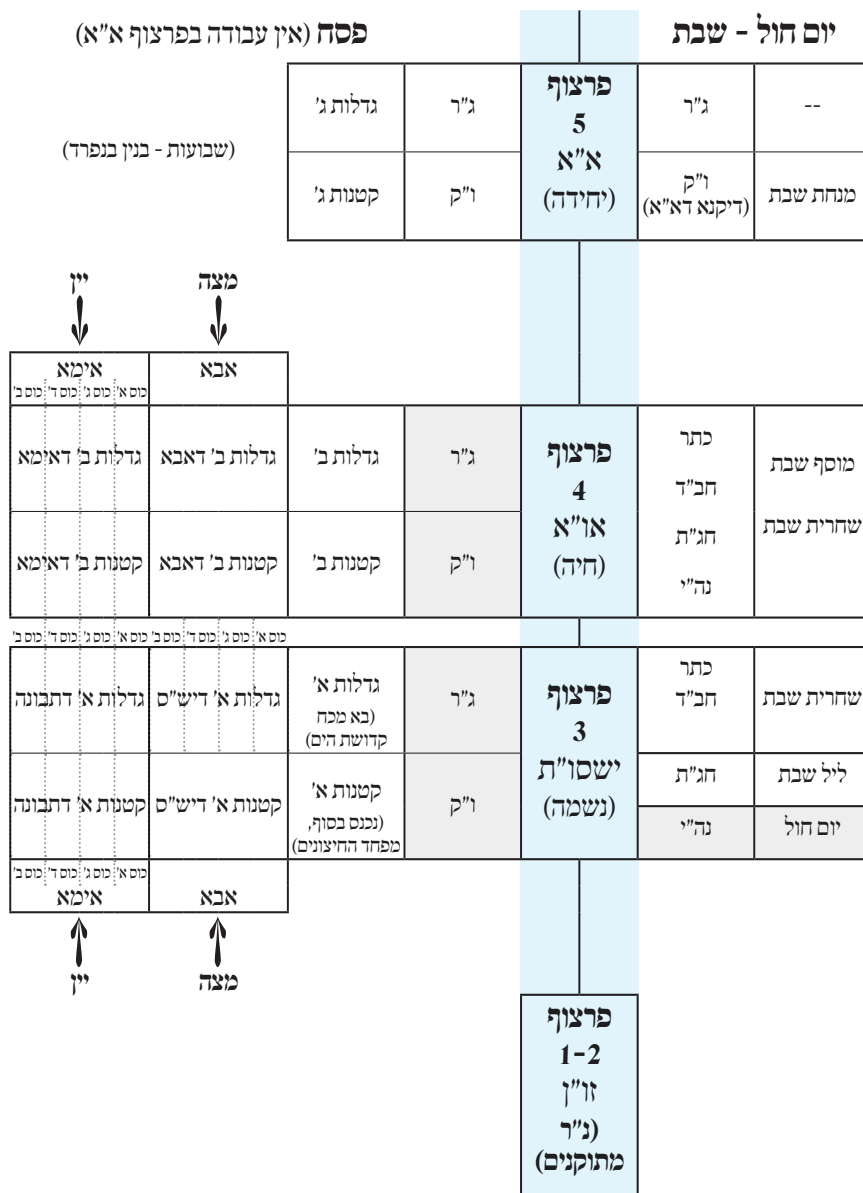 יום חול - שבת
פסח (אין עבודה בפרצוף א"א)
--
ג"ר
פרצוף
5
א"א
(יחידה)
ג"ר
גדלות ג'
מנחת שבת
ו"ק
(דיקנא דא"א)
ו"ק
קטנות ג'
(שבועות - בנין בנפרד)
מצה
יין
אבא
אימא
כוס א' כוס ג' כוס ד' כוס ב'
מוסף שבת
שחרית שבת
כתר
חב"ד
חג"ת
נה"י
פרצוף
4
או"א
(חיה)
ג"ר
גדלות ב'
גדלות ב' דאבא
גדלות ב' דאימא
ו"ק
קטנות ב'
קטנות ב' דאבא
קטנות ב' דאימא
כוס א' כוס ג' כוס ד' כוס ב'
כוס א' כוס ג' כוס ד' כוס ב'
שחרית שבת
כתר
חב"ד
ליל שבת
חג"ת
יום חול
נה"י
פרצוף
3
ישסו"ת
(נשמה)
ג"ר
גדלות א'
(בא מכח
קדושת הים)
גדלות א' דיש"ס
גדלות א' דתבונה
ו"ק
קטנות א'
(נכנס בסוף,
מפחד החיצונים)
קטנות א' דיש"ס
קטנות א' דתבונה
כוס א' כוס ג' כוס ד' כוס ב'
אבא
אימא
מצה
יין
פרצוף
1-2
זו"ן
(נ"ר
מתוקנים)